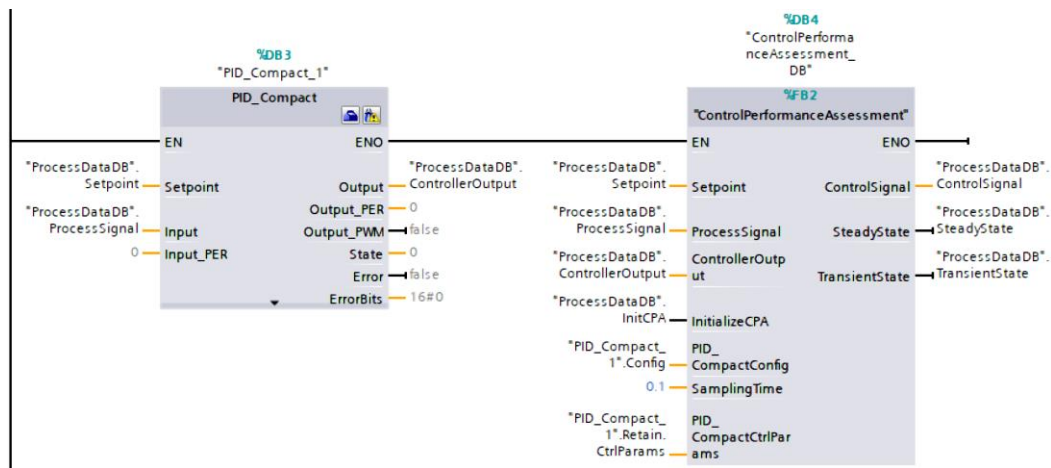 %DB3
"PID_Compact_1"
PID_Compact
EN
ENO
"ProcessDataDB".
Setpoint
Setpoint
"ProcessDataDB".
ProcessSignal
Input
0
Input_PER
Output
"ProcessDataDB".
ControllerOutput
Output_PER
0
Output_PWM
false
State
0
Error
false
ErrorBits
16#0
%DB4
"ControlPerforma
nceAssessment_
DB"
%FB2
"ControlPerformanceAssessment"
EN
ENO
"ProcessDataDB".
Setpoint
Setpoint
"ProcessDataDB".
ProcessSignal
ProcessSignal
"ProcessDataDB".
ControllerOutput
ControllerOutp
ut
"ProcessDataDB".
InitCPA
InitializeCPA
"PID_Compact_
1".Config
PID_
CompactConfig
0.1
SamplingTime
"PID_Compact_
1".Retain.
CtrlParams
PID_
CompactCtrlPar
ams
ControlSignal
"ProcessDataDB".
ControlSignal
SteadyState
"ProcessDataDB".
SteadyState
TransientState
"ProcessDataDB".
TransientState